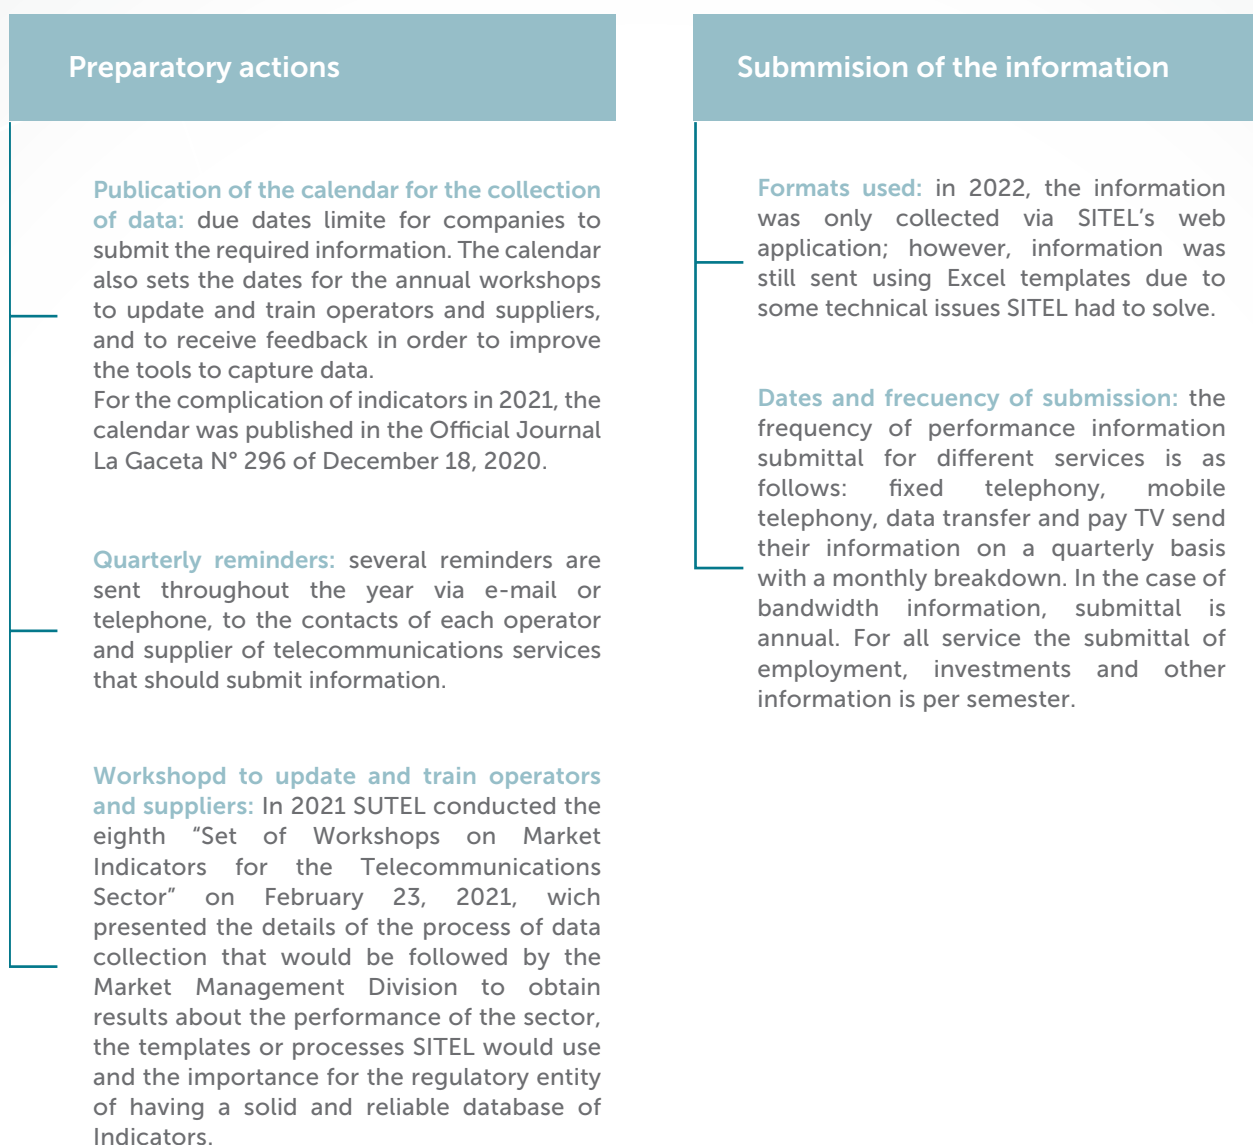 Preparatory actions
Publication of the calendar for the collection
of data: due dates limite for companies to
submit the required information. The calendar
also sets the dates for the annual workshops
to update and train operators and suppliers,
and to receive feedback in order to improve
the tools to capture data.
For the complication of indicators in 2021, the
calendar was published in the Official Journal
La Gaceta N° 296 of December 18, 2020.
Quarterly reminders: several reminders are
sent throughout the year via e-mail or
telephone, to the contacts of each operator
and supplier of telecommunications services
that should submit information.
Workshopd to update and train operators
and suppliers: In 2021 SUTEL conducted the
eighth “Set of Workshops on Market
Indicators for the Telecommunications
Sector” on February 23, 2021, wich
presented the details of the process of data
collection that would be followed by the
Market Management Division to obtain
results about the performance of the sector,
the templates or processes SITEL would use
and the importance for the regulatory entity
of having a solid and reliable database of
Indicators.
Submmision of the information
Formats used: in 2022, the information
was only collected via SITEL’s web
application; however, information was
still sent using Excel templates due to
some technical issues SITEL had to solve.
Dates and frecuency of submission: the
frequency of performance information
submittal for different services is as
follows: fixed telephony, mobile
telephony, data transfer and pay TV send
their information on a quarterly basis
with a monthly breakdown. In the case of
bandwidth information, submittal is
annual. For all service the submittal of
employment, investments and other
information is per semester.